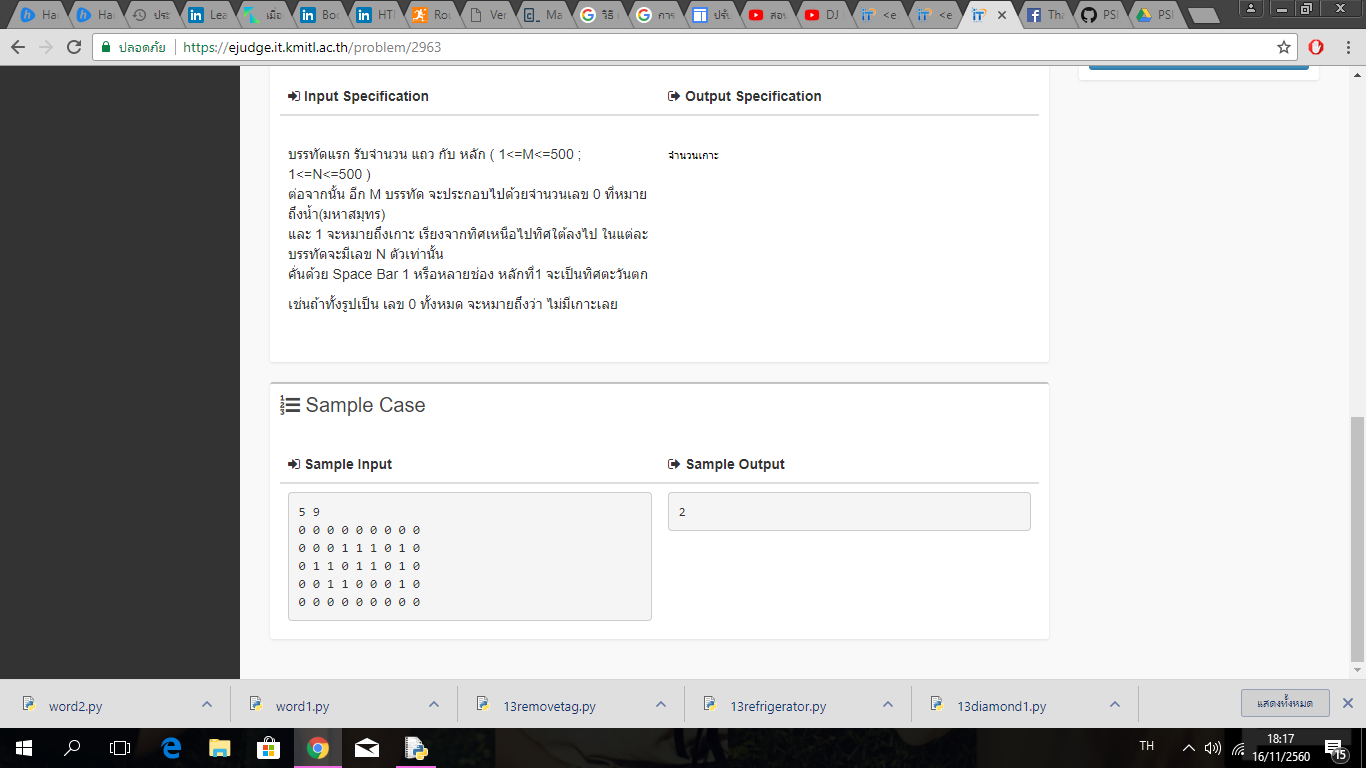 Ha
Ha
ประ
Lea
เมื่อ
Boo
HT
Rou
Ver
Ma
วิธี
การ
ปรับ
สอน
DJ
<e
<e
Tha
PSI
PSI
ปลอดภัย
https://ejudge.it.kmitl.ac.th/problem/2963
Input Specification
Output Specification
บรรทัดแรก รับจำนวน แถว กับ หลัก ( 1<=M<=500 ;
1<=N<=500 )
ต่อจากนั้น อีก M บรรทัด จะประกอบไปด้วยจำนวนเลข 0 ที่หมาย
ถึงน้ำ(มหาสมุทร)
และ 1 จะหมายถึงเกาะ เรียงจากทิศเหนือไปทิศใต้ลงไป ในแต่ละ
บรรทัดจะมีเลข N ตัวเท่านั้น
คั่นด้วย Space Bar 1 หรือหลายช่อง หลักที่1 จะเป็นทิศตะวันตก
เช่นถ้าทั้งรูปเป็น เลข 0 ทั้งหมด จะหมายถึงว่า ไม่มีเกาะเลย
จำนวนเกาะ
Sample Case
Sample Input
Sample Output
5 9
0 0 0 0 0 0 0 0 0
0 0 0 1 1 1 0 1 0
0 1 1 0 1 1 0 1 0
0 0 1 1 0 0 0 1 0
0 0 0 0 0 0 0 0 0
2
word2.py
word1.py
13removetag.py
13refrigerator.py
13diamond1.py
แสดงทั้งหมด
TH
18:17
16/11/2560
15